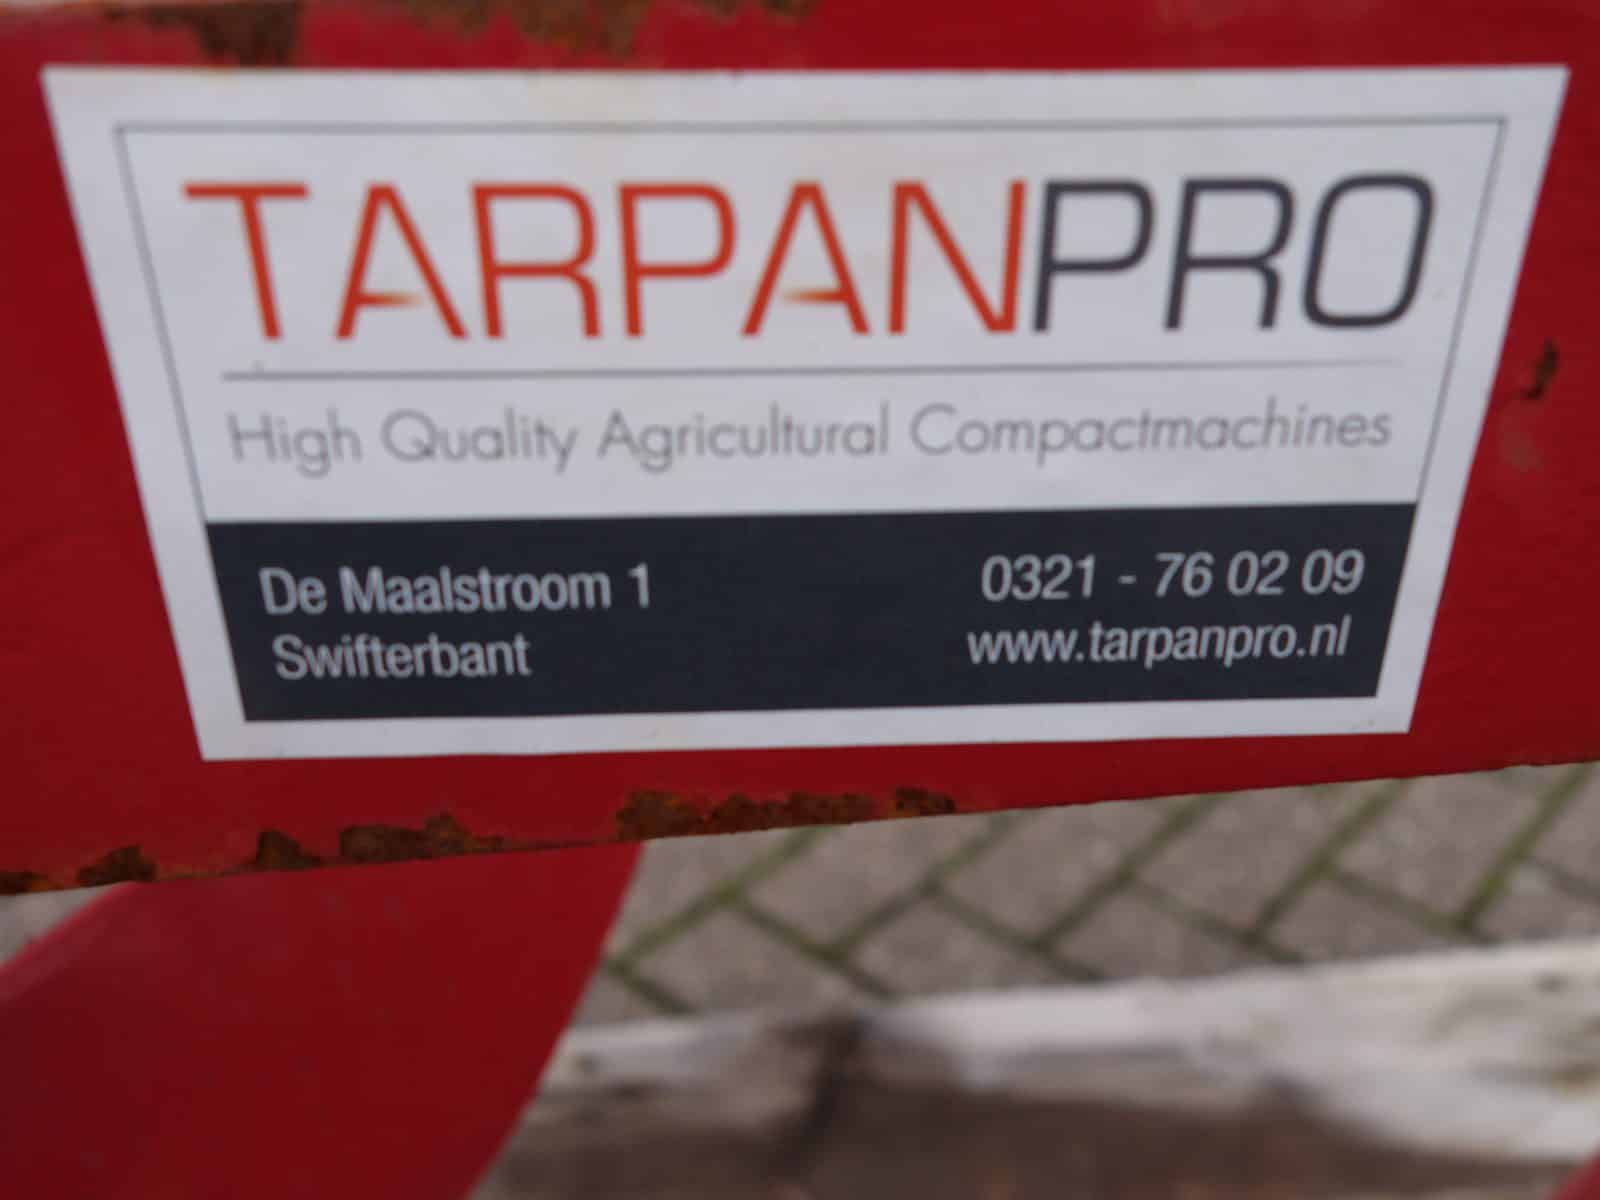 TARPANPRO
High Quality Agricultural Compactmachines
De Maalstroom 1
Swifterbant
0321 - 76 02 09
www.tarpanpro.nl